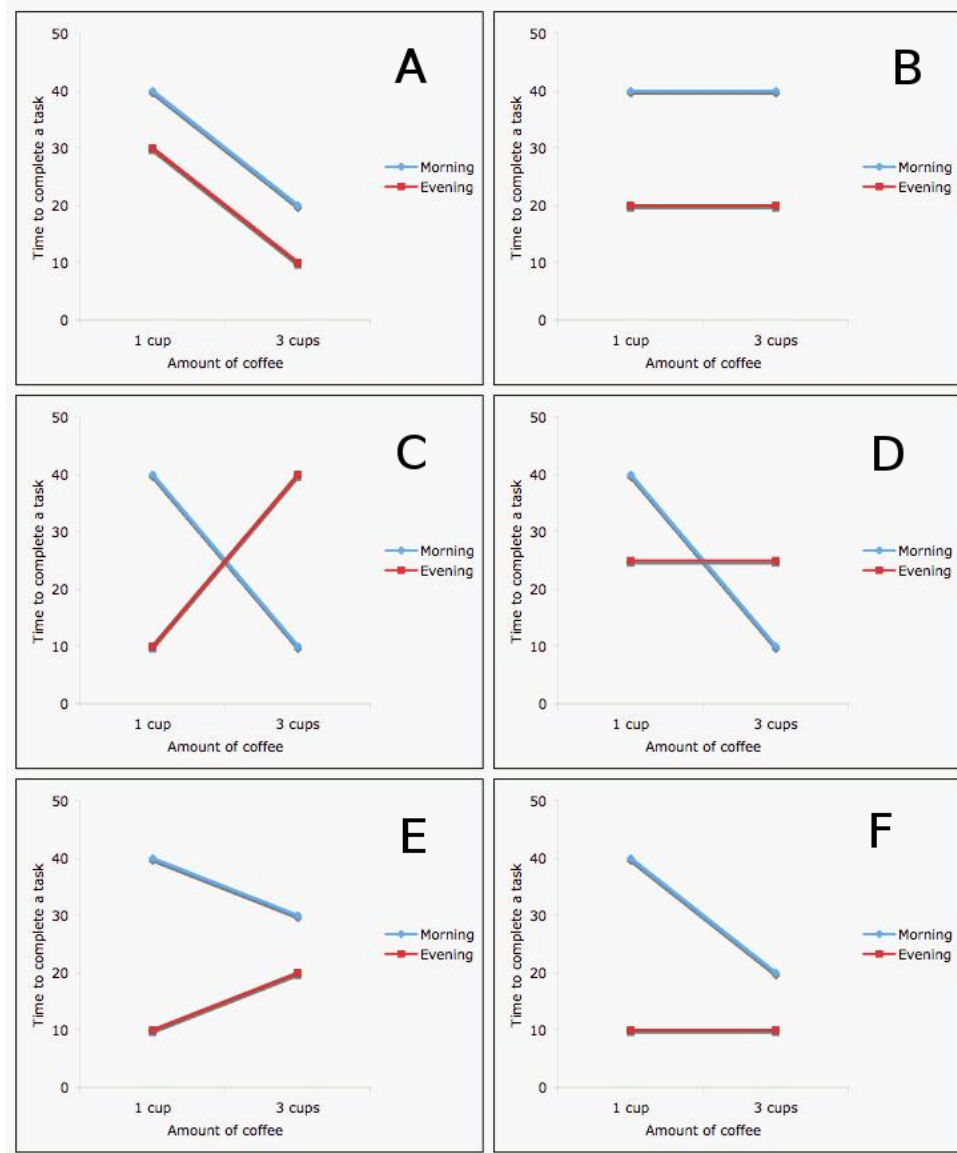 A
50
40
30
20
10
0
Time to complete a task
1 cup 3 cups
Amount of coffee
Morning
Evening
B
50
40
30
20
10
0
Time to complete a task
1 cup 3 cups
Amount of coffee
Morning
Evening
C
50
40
30
20
10
0
Time to complete a task
1 cup 3 cups
Amount of coffee
Morning
Evening
D
50
40
30
20
10
0
Time to complete a task
1 cup 3 cups
Amount of coffee
Morning
Evening
E
50
40
30
20
10
0
Time to complete a task
1 cup 3 cups
Amount of coffee
Morning
Evening
F
50
40
30
20
10
0
Time to complete a task
1 cup 3 cups
Amount of coffee
Morning
Evening